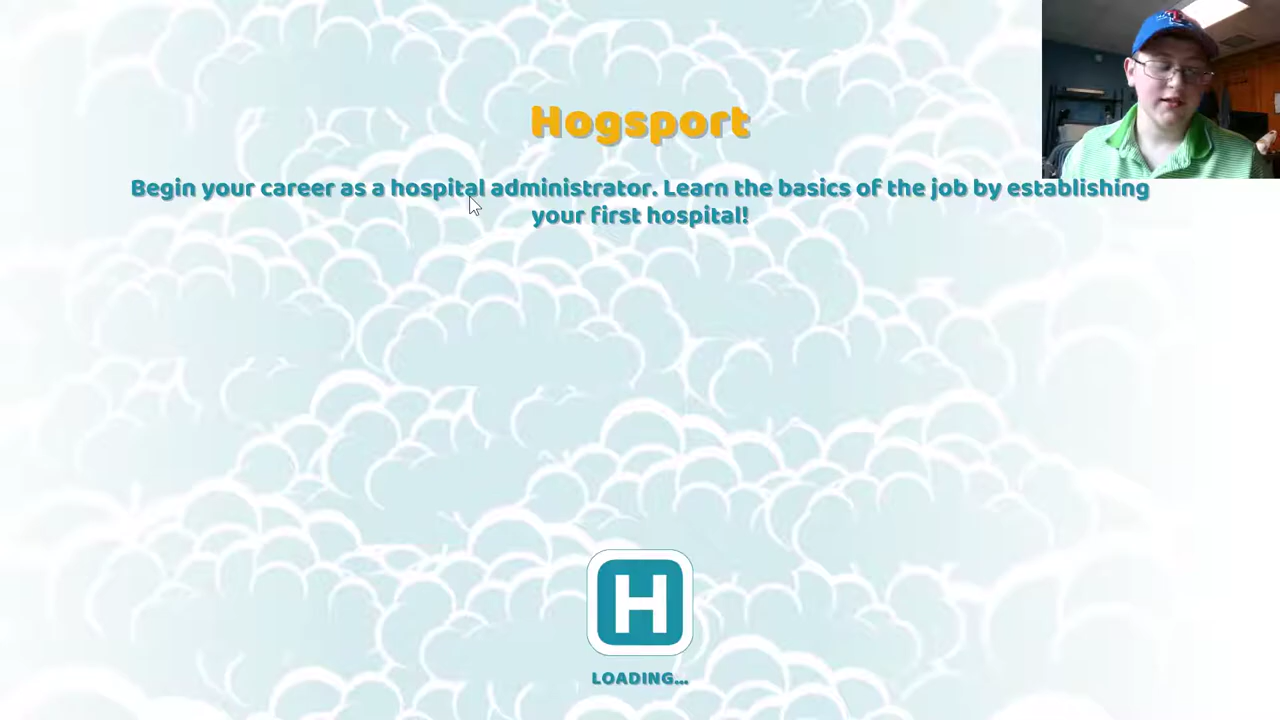 Hogsport
Begin your career as a hospital administrator. Learn the basics of the job by establishing
your first hospital!
H
LOADING...